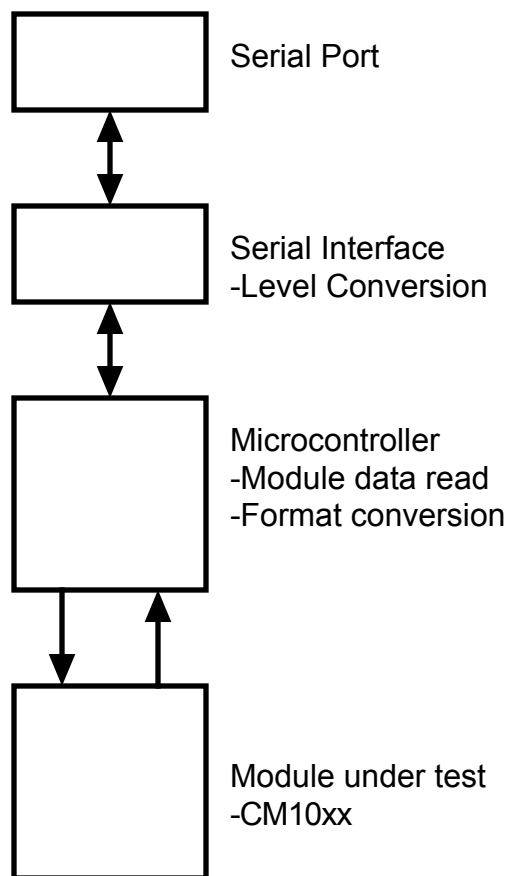 Serial Port
Serial Interface
-Level Conversion
Microcontroller
-Module data read
-Format conversion
Module under test
-CM10xx